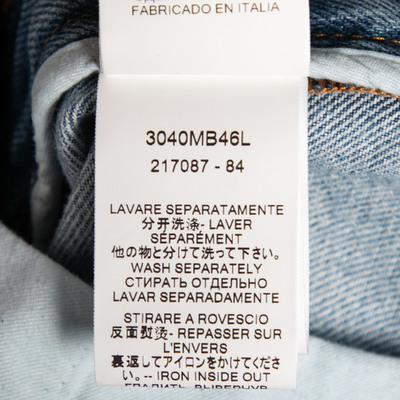 FABRICADO EN ITALIA
3040MB46L
217087 - 84
LAVARE SEPARATAMENTE
分开洗涤- LAVER
SÉPARÉMENT
他の物と分けて洗って下さい
WASH SEPARATELY
СТИРАТЬ ОТДЕЛЬНО
LAVAR SEPARADAMENTE
STIRARE A ROVESCIO
反面熨烫- REPASSER SUR
L'ENVERS
裏返してアイロンをかけてくださ
い。-- IRON INSIDE OUT